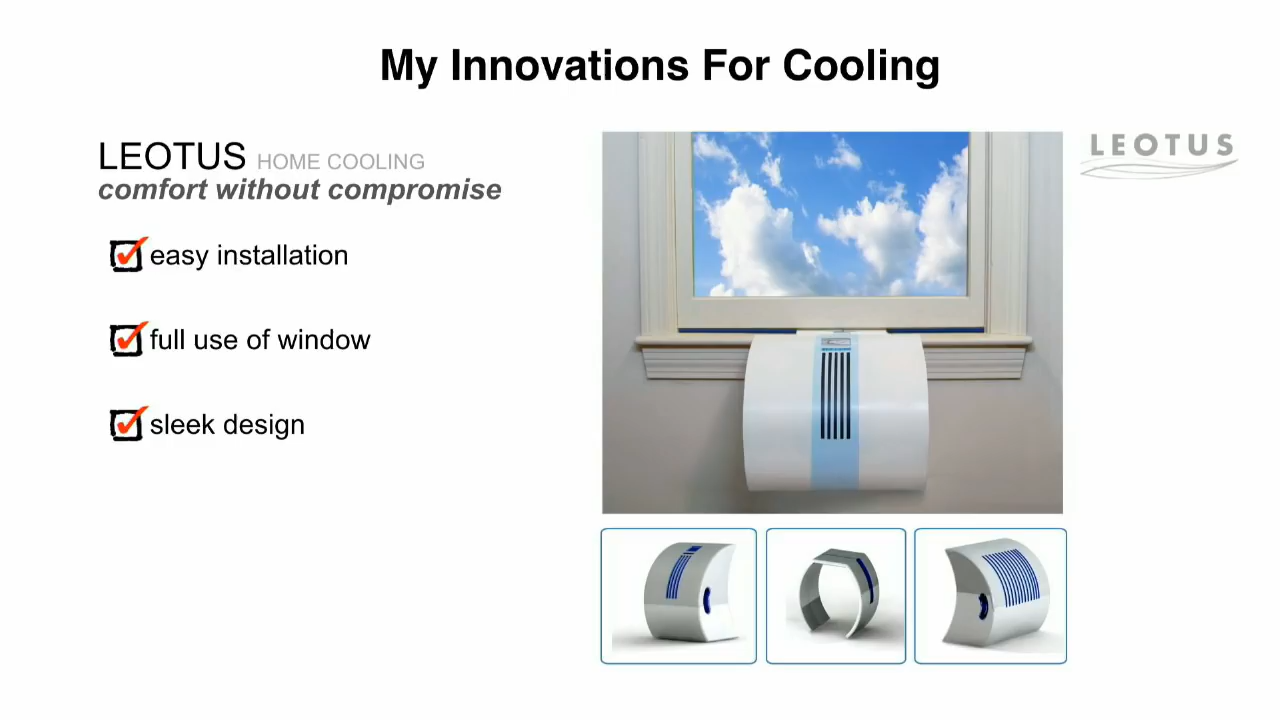 My Innovations For Cooling
LEOTUS HOME COOLING
comfort without compromise
easy installation
full use of window
sleek design
LEOTUS